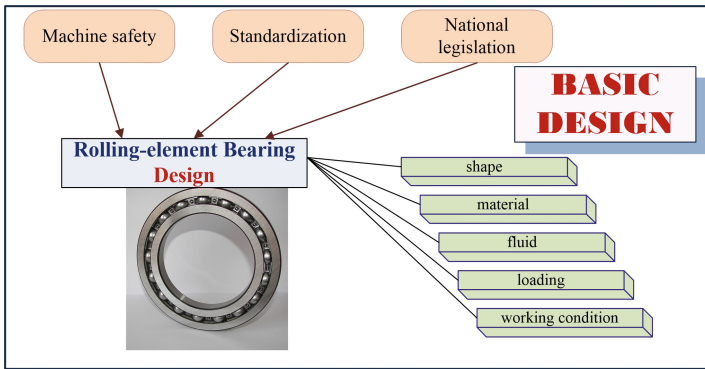 Machine safety
Standardization
National
legislation
BASIC
DESIGN
Rolling-element Bearing
Design
shape
material
fluid
loading
working condition